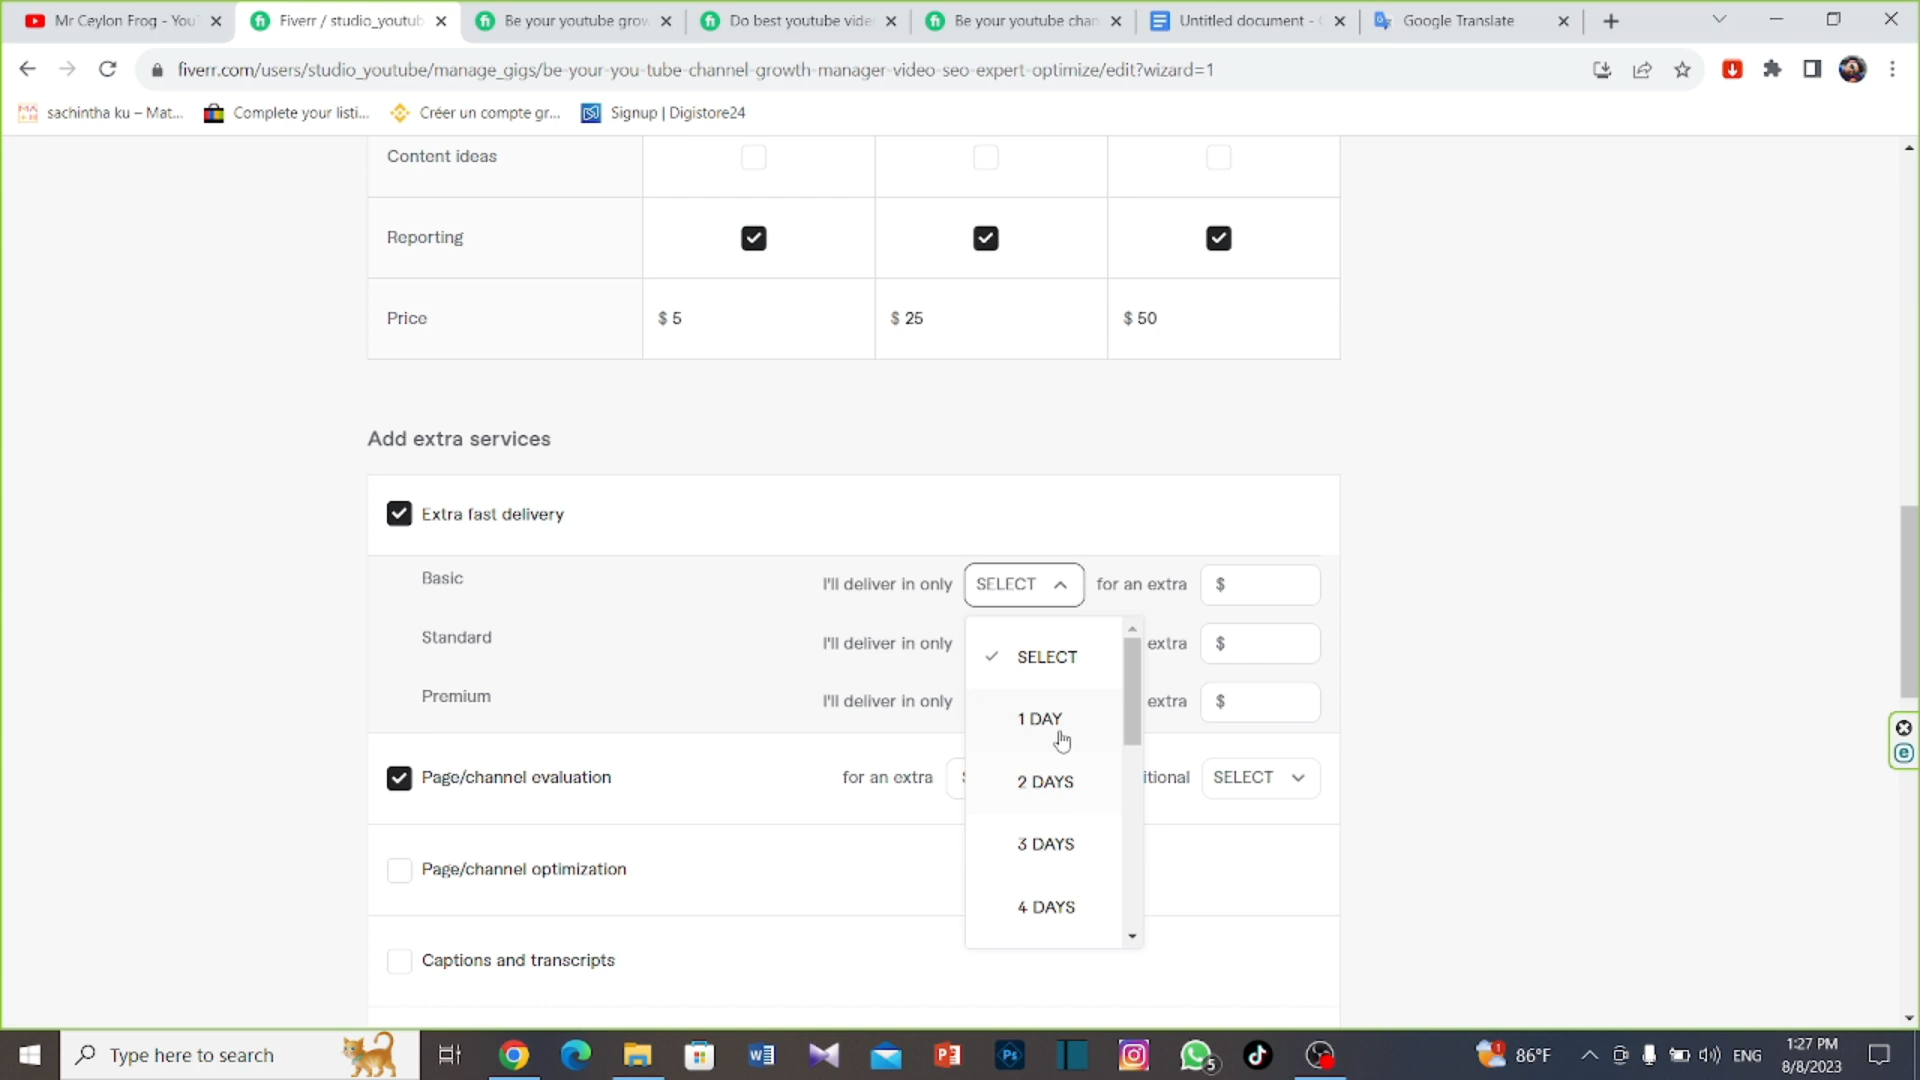 Mr Ceylon Frog - You
Fiverr / studio_youtub
Be your youtube grow
Do best youtube vide
Be your youtube chan
Untitled document -
Google Translate
fiverr.com/users/studio_youtube/manage_gigs/be-your-you-tube-channel-growth-manager-video-seo-expert-optimize/edit?wizard=1
sachintha ku – Mat...
Complete your listi...
Créer un compte gr...
Signup | Digistore24
Content ideas
Reporting
Price $ 5 $ 25 $ 50
Add extra services
Extra fast delivery
Basic I'll deliver in only SELECT for an extra $
Standard I'll deliver in only extra $
Premium I'll deliver in only extra $
SELECT
1 DAY
2 DAYS
3 DAYS
4 DAYS
Page/channel evaluation for an extra itional SELECT
Page/channel optimization
Captions and transcripts
Type here to search
5
1
86°F
ENG
1:27 PM
8/8/2023